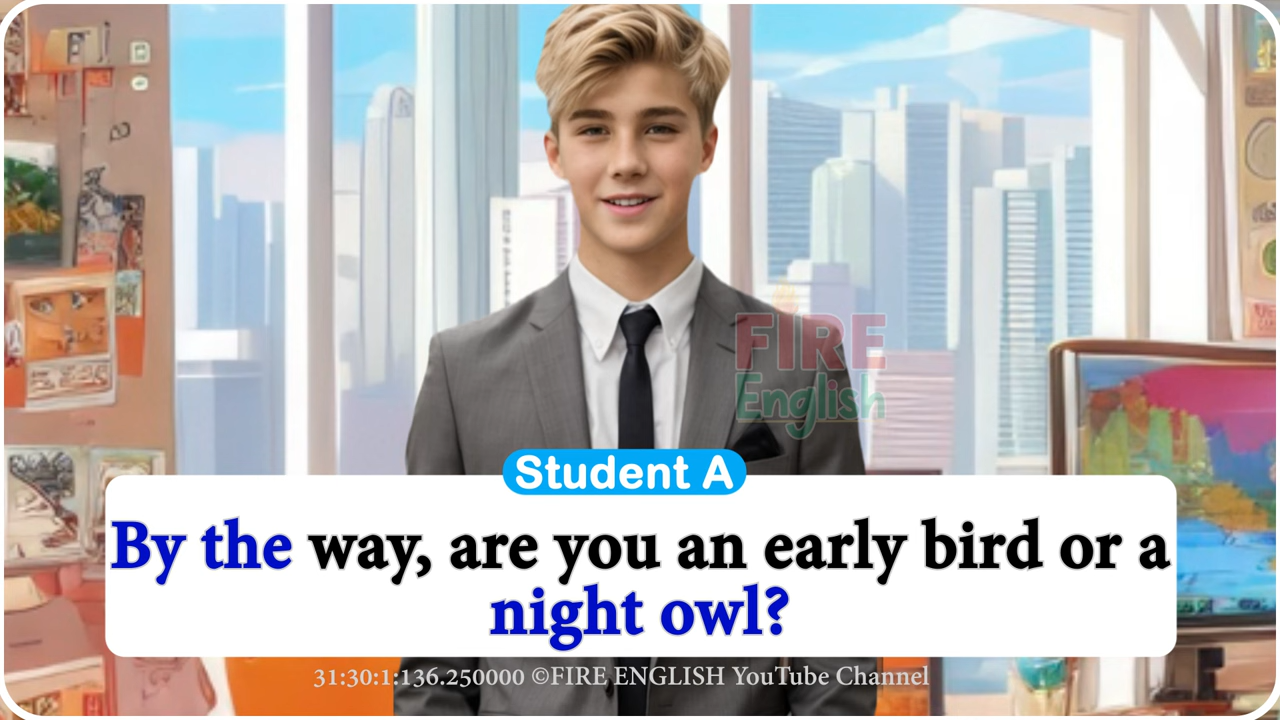 FIRE
English
Student A
By the way, are you an early bird or a
night owl?
31:30:1:136.250000 ©FIRE ENGLISH YouTube Channel